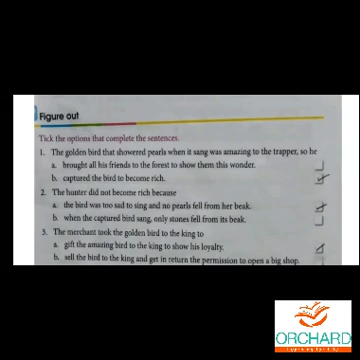 Figure out
Tick the options that complete the sentences.
1. The golden bird that showered pearls when it sang was amazing to the trapper, so he
a. brought all his friends to the forest to show them this wonder.
b. captured the bird to become rich.
2. The hunter did not become rich because
a. the bird was too sad to sing and no pearls fell from her beak.
b. when the captured bird sang, only stones fell from its beak.
3. The merchant took the golden bird to the king to
a. gift the amazing bird to the king to show his loyalty.
b. sell the bird to the king and get in return the permission to open a big shop.
ORCHARD